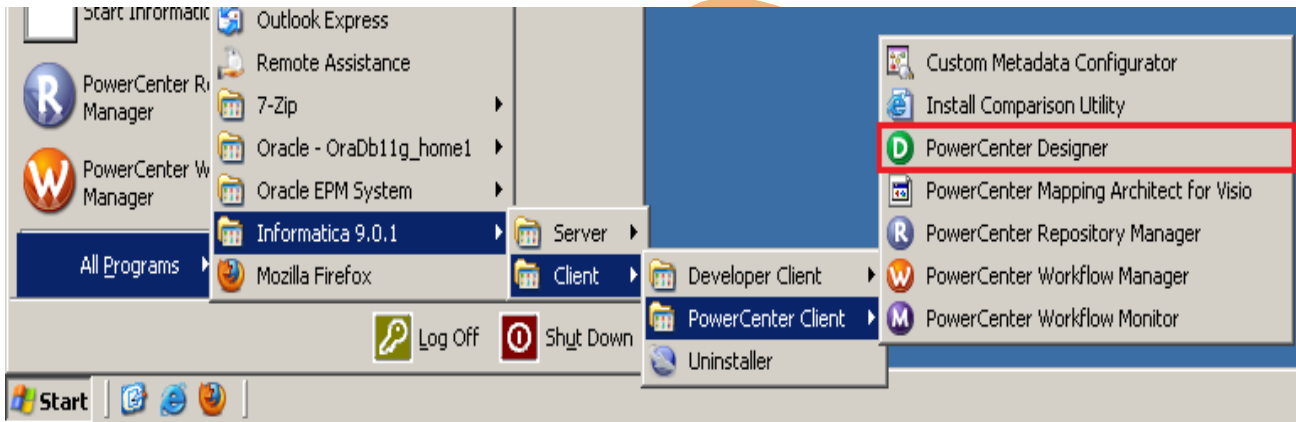 Start Informatic
PowerCenter R
Manager
PowerCenter W
Manager
All Programs
Outlook Express
Remote Assistance
7-Zip
Oracle - OraDb11g_home1
Oracle EPM System
Informatica 9.0.1
Mozilla Firefox
Server
Client
Developer Client
PowerCenter Client
Uninstaller
Custom Metadata Configurator
Install Comparison Utility
D PowerCenter Designer
PowerCenter Mapping Architect for Visio
R PowerCenter Repository Manager
W PowerCenter Workflow Manager
M PowerCenter Workflow Monitor
Log Off
Shut Down
Start